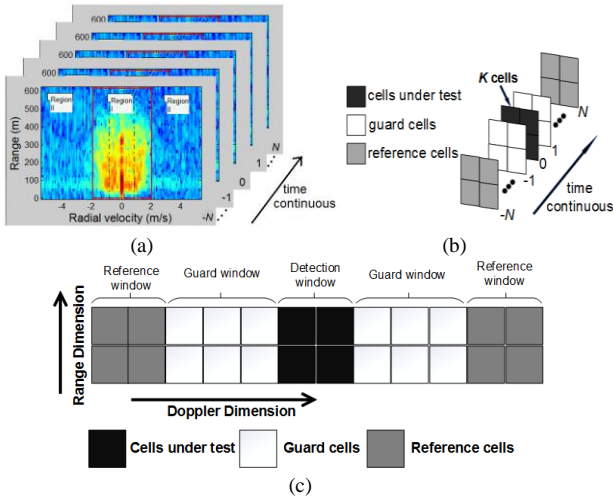 600
600
600
600
600
500
400
300
200
100
0
Range (m)
Region II
Region I
Region II
-4 -2 0 2 4
Radial velocity (m/s)
-N
-1
0
1
N
time continuous
(a)
K cells
cells under test
guard cells
reference cells
N
1
0
-1
-N
time continuous
(b)
Reference window
Guard window
Detection window
Guard window
Reference window
Range Dimension
Doppler Dimension
Cells under test
Guard cells
Reference cells
(c)